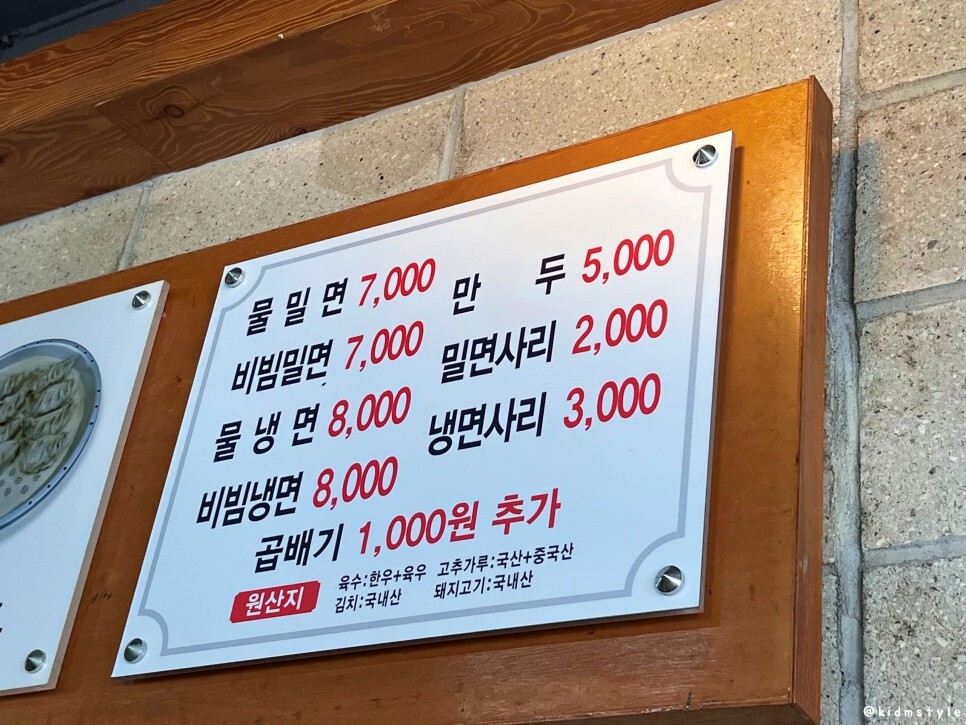 물밀면 7,000 만두 5,000
비빔밀면 7,000 밀면사리 2,000
물냉면 8,000 냉면사리 3,000
비빔냉면 8,000
곱배기 1,000원 추가
원산지 육수:한우+육우 고추가루:국산+중국산
김치:국내산 돼지고기:국내산
@kidmstyle